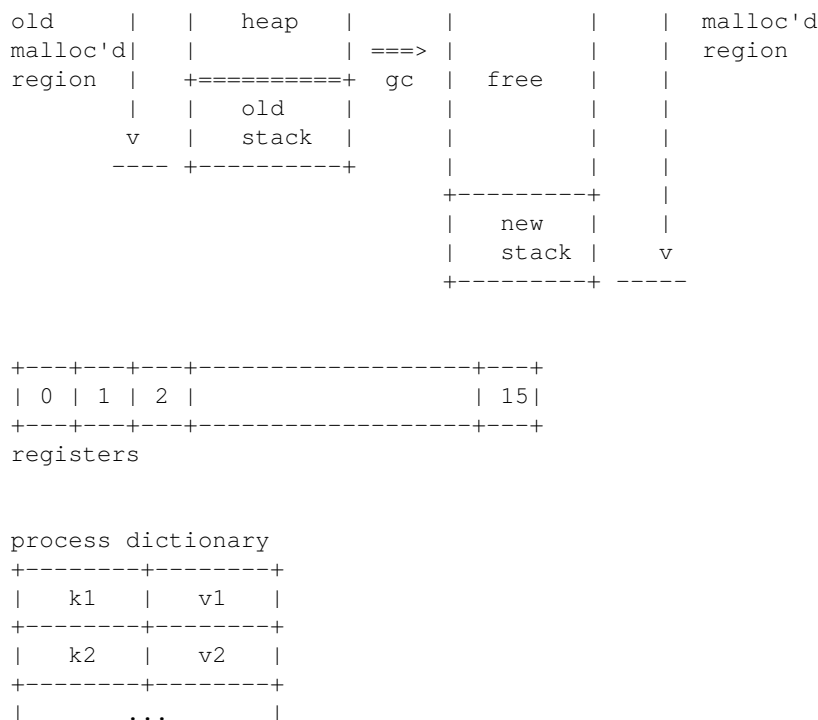 old | | heap | | | | malloc'd
malloc'd| | | ===> | | | region
region | +==========+ gc | free | |
| | old | | | |
v | stack | | | |
---- +----------+ | | |
+---------+ |
| new | |
| stack | v
+---------+ -----
+---+---+---+-------------------+---+
| 0 | 1 | 2 | | 15|
+---+---+---+-------------------+---+
registers
process dictionary
+--------+--------+
| k1 | v1 |
+--------+--------+
| k2 | v2 |
+--------+--------+
| ... |